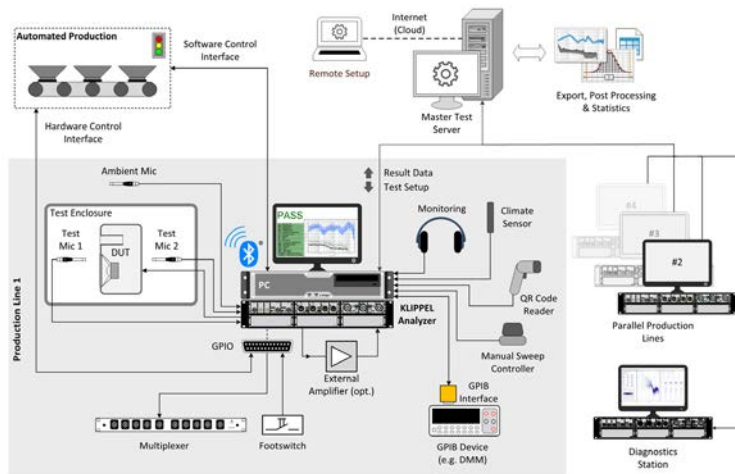 Automated Production
Software Control
Interface
Internet
(Cloud)
Remote Setup
Master Test
Server
Export, Post Processing
& Statistics
Hardware Control
Interface
Ambient Mic
Result Data
Test Setup
Test Enclosure
Test
Mic 1
DUT
Test
Mic 2
PASS
Monitoring
Climate
Sensor
#4
#3
#2
PC
KLIPPEL
Analyzer
QR Code
Reader
Parallel Production
Lines
Production Line 1
GPIO
External
Amplifier (opt.)
Manual Sweep
Controller
GPIB
Interface
Multiplexer
Footswitch
GPIB Device
(e.g. DMM)
Diagnostics
Station